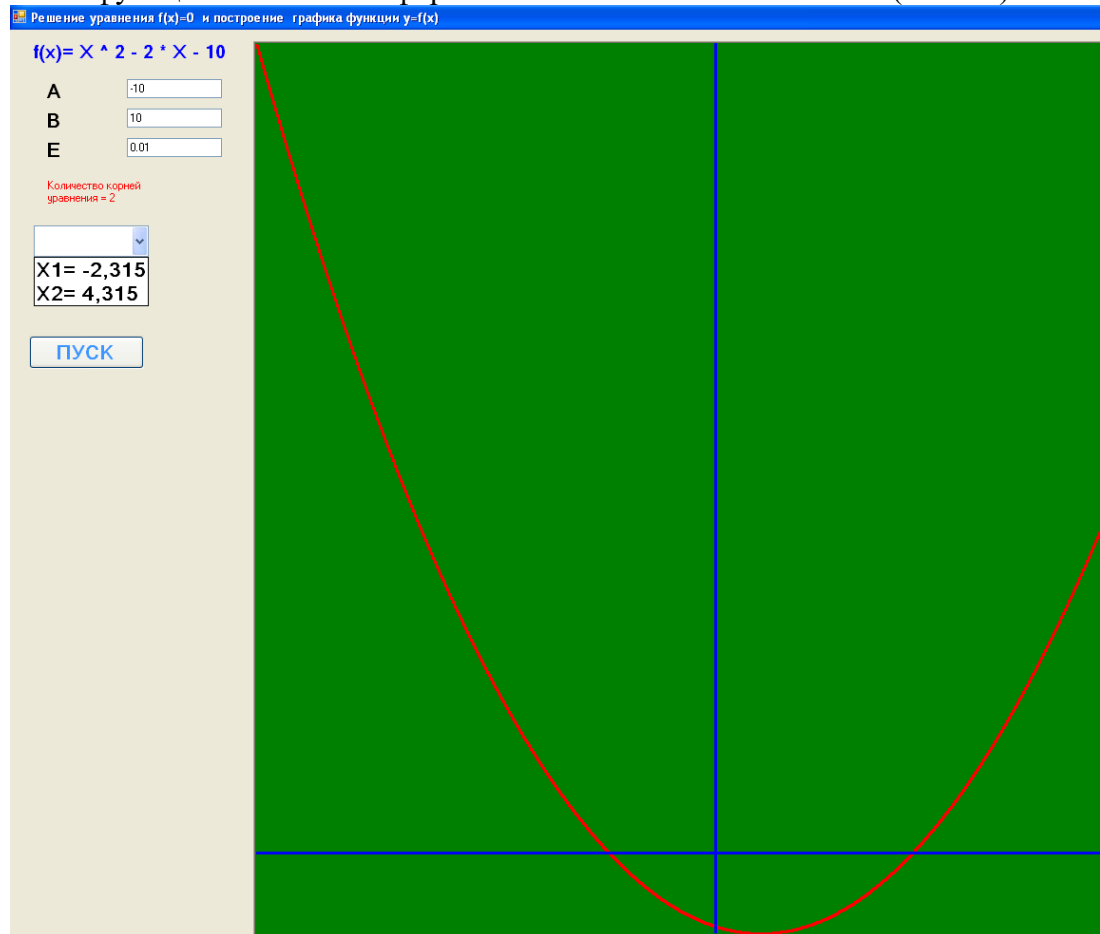 Решение уравнения f(x)=0 и построение графика функции y=f(x)
f(x)= X ^ 2 - 2 * X - 10
A -10
B 10
E 0.01
Количество корней
уравнения = 2
X1= -2,315
X2= 4,315
ПУСК